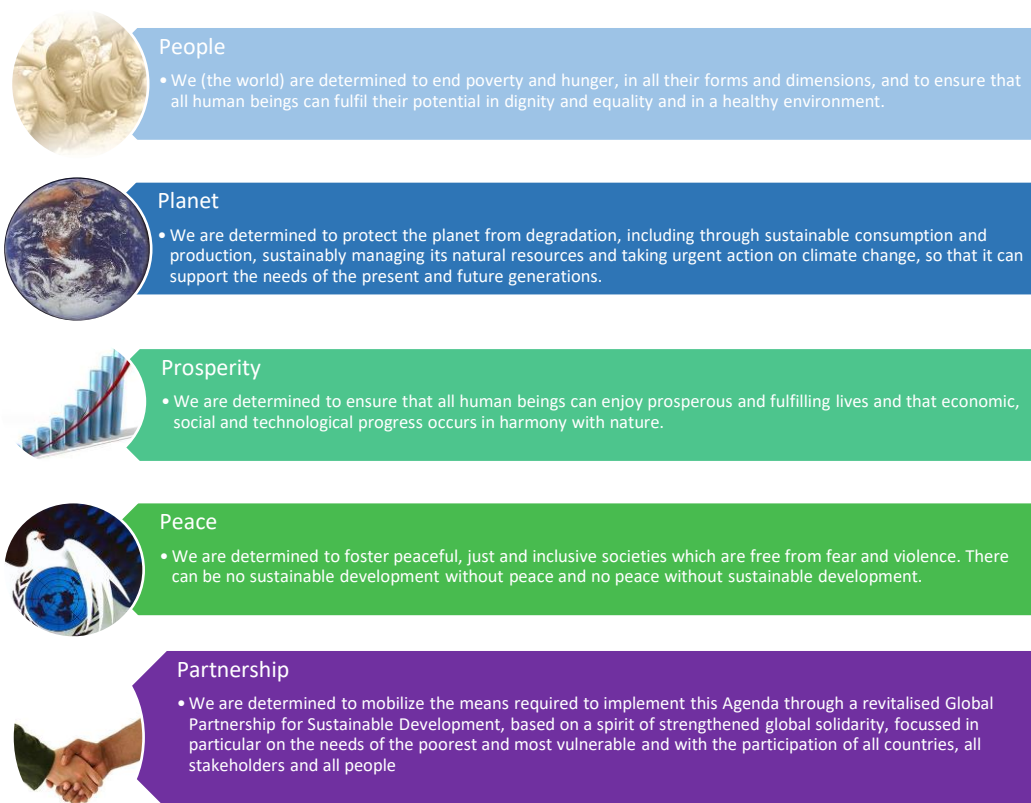 People
• We (the world) are determined to end poverty and hunger, in all their forms and dimensions, and to ensure that
all human beings can fulfil their potential in dignity and equality and in a healthy environment.
Planet
• We are determined to protect the planet from degradation, including through sustainable consumption and
production, sustainably managing its natural resources and taking urgent action on climate change, so that it can
support the needs of the present and future generations.
Prosperity
• We are determined to ensure that all human beings can enjoy prosperous and fulfilling lives and that economic,
social and technological progress occurs in harmony with nature.
Peace
• We are determined to foster peaceful, just and inclusive societies which are free from fear and violence. There
can be no sustainable development without peace and no peace without sustainable development.
Partnership
• We are determined to mobilize the means required to implement this Agenda through a revitalised Global
Partnership for Sustainable Development, based on a spirit of strengthened global solidarity, focussed in
particular on the needs of the poorest and most vulnerable and with the participation of all countries, all
stakeholders and all people